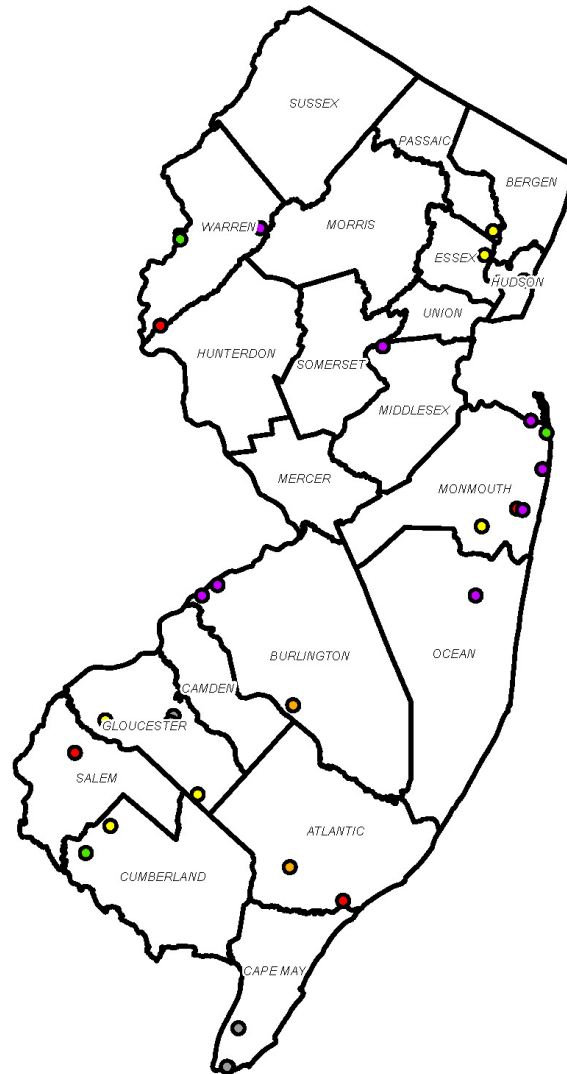 SUSSEX
PASSAIC
BERGEN
WARREN
MORRIS
ESSEX
HUDSON
UNION
HUNTERDON
SOMERSET
MIDDLESEX
MERCER
MONMOUTH
BURLINGTON
OCEAN
CAMDEN
GLOUCESTER
SALEM
ATLANTIC
CUMBERLAND
CAPE MAY